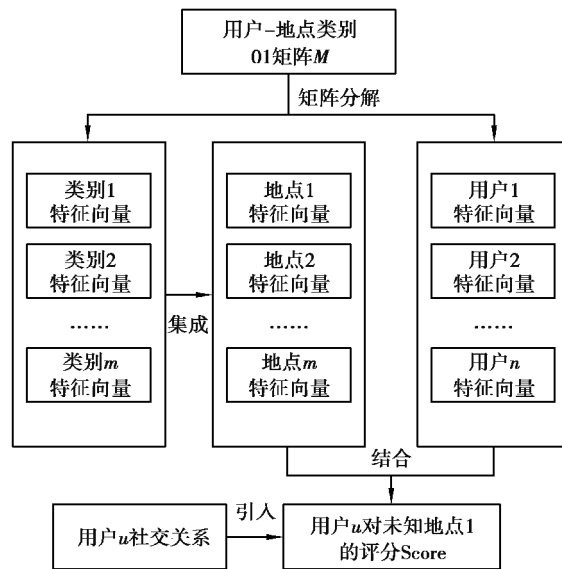 用户-地点类别
01矩阵M
矩阵分解
类别1
特征向量
类别2
特征向量
……
类别m
特征向量
集成
地点1
特征向量
地点2
特征向量
……
地点m
特征向量
用户1
特征向量
用户2
特征向量
……
用户n
特征向量
结合
用户u社交关系
引入
用户u对未知地点1
的评分Score